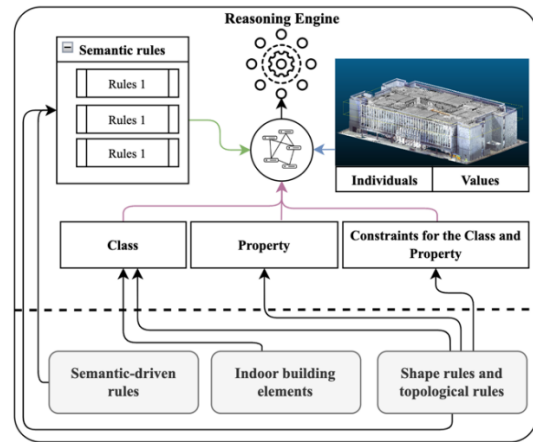 Reasoning Engine
Semantic rules
Rules 1
Rules 1
Rules 1
Individuals
Values
Class
Property
Constraints for the Class and
Property
Semantic-driven
rules
Indoor building
elements
Shape rules and
topological rules